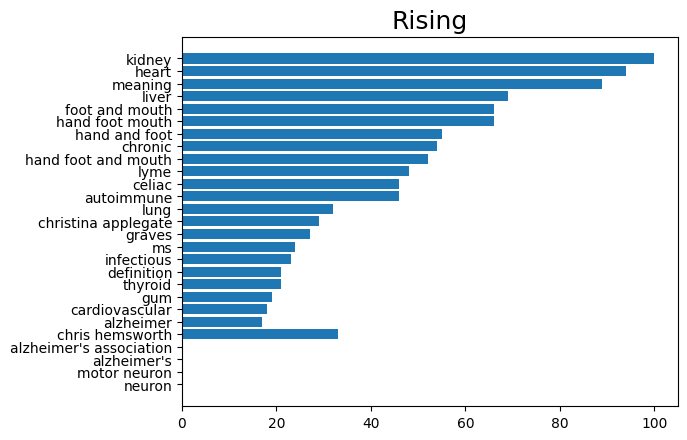 Rising
kidney
heart
meaning
liver
foot and mouth
hand foot mouth
hand and foot
chronic
hand foot and mouth
lyme
celiac
autoimmune
lung
christina applegate
graves
ms
infectious
definition
thyroid
gum
cardiovascular
alzheimer
chris hemsworth
alzheimer's association
alzheimer's
motor neuron
neuron
0 20 40 60 80 100